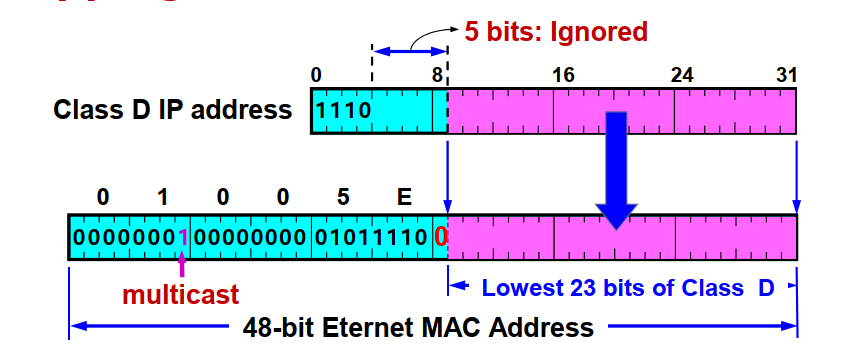 5 bits: Ignored
0 8 16 24 31
Class D IP address 1110
0 1 0 0 5 E
00000001 00000000 01011110 0
multicast
Lowest 23 bits of Class D
48-bit Eternet MAC Address